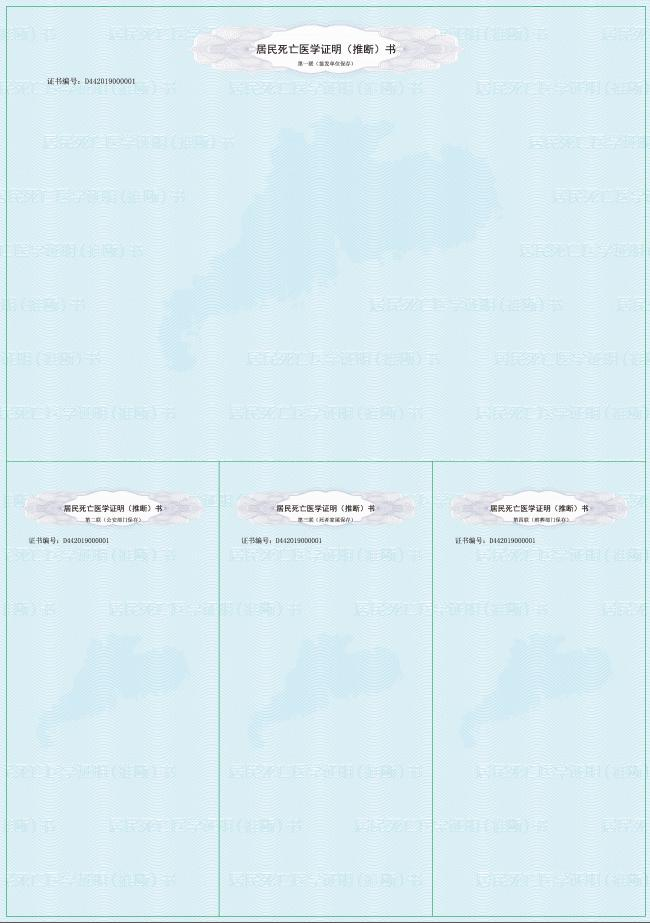 居民死亡医学证明（推断）书
第一联（签发单位保存）
证书编号：D442019000001
居民死亡医学证明（推断）书
第二联（公安部门保存）
证书编号：D442019000001
居民死亡医学证明（推断）书
第三联（死者家属保存）
证书编号：D442019000001
居民死亡医学证明（推断）书
第四联（殡葬部门保存）
证书编号：D442019000001